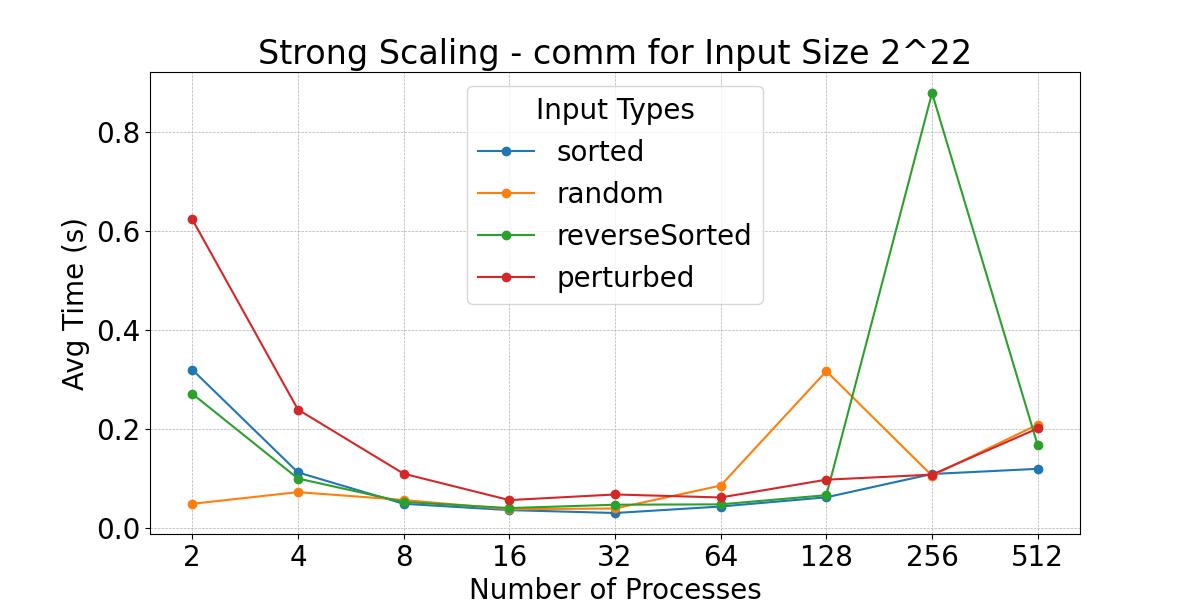 Strong Scaling - comm for Input Size 2^22
Input Types
sorted
random
reverseSorted
perturbed
Avg Time (s)
0.8
0.6
0.4
0.2
0.0
2 4 8 16 32 64 128 256 512
Number of Processes